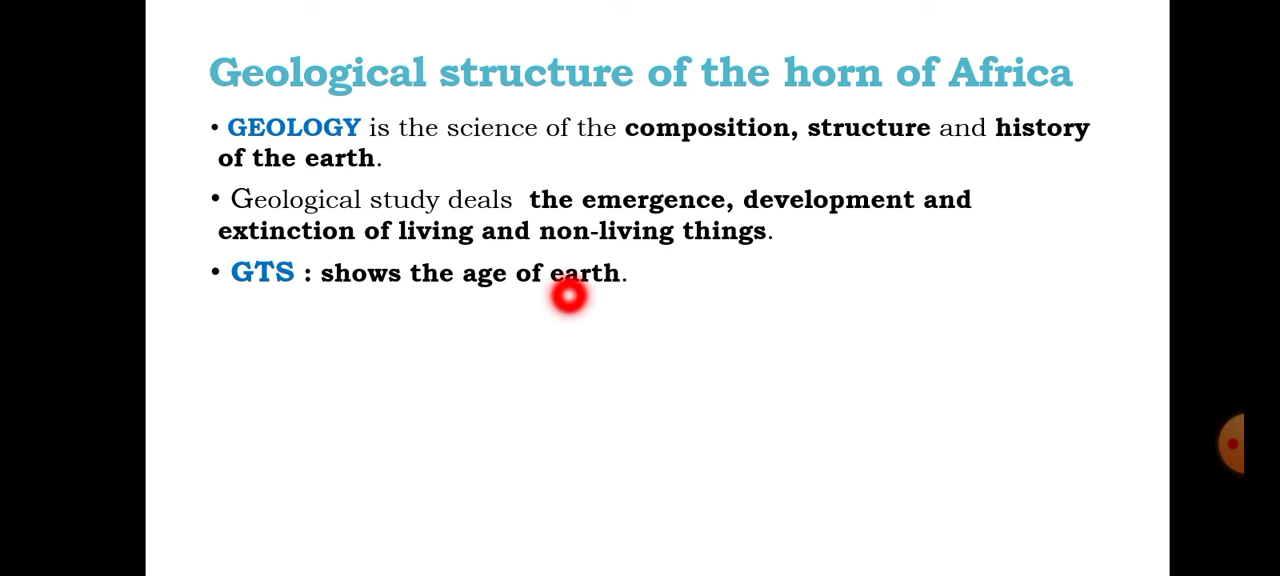 Geological structure of the horn of Africa
• GEOLOGY is the science of the composition, structure and history
of the earth.
• Geological study deals the emergence, development and
extinction of living and non-living things.
• GTS : shows the age of earth.